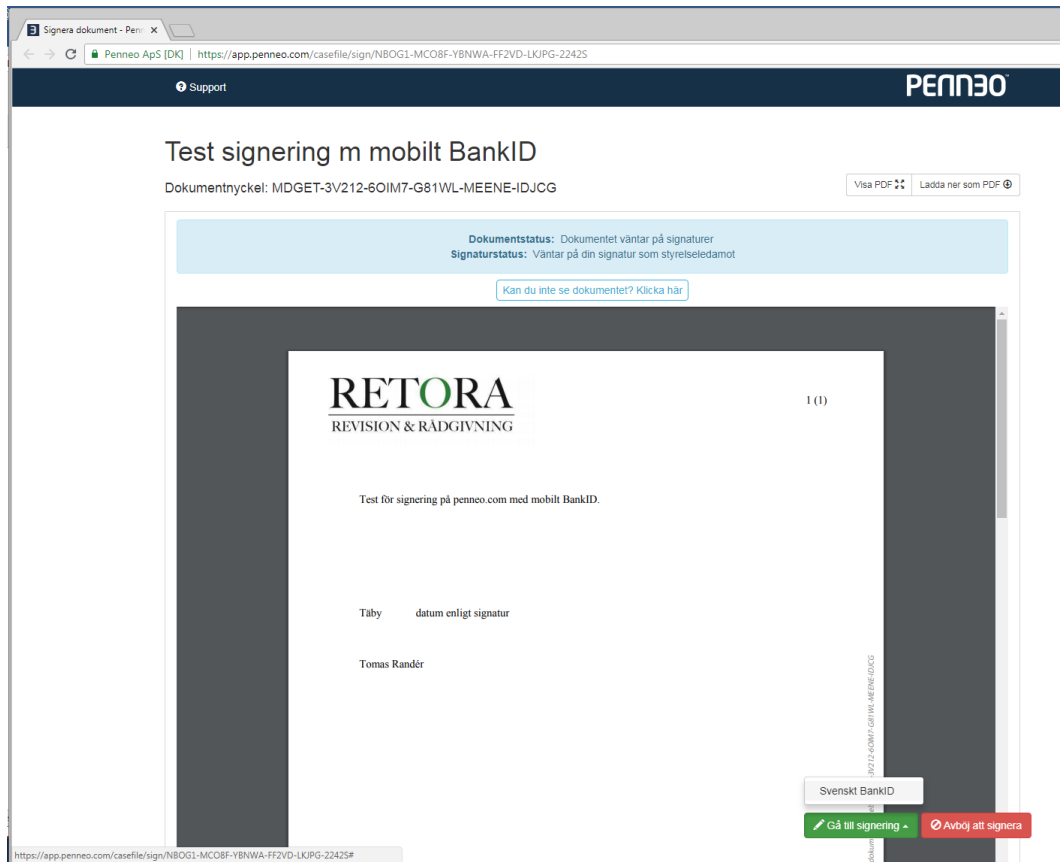 Signera dokument - Penn
Penneo ApS [DK] | https://app.penneo.com/casefile/sign/NBOG1-MCO8F-YBNWA-FF2VD-LKJPG-2242S
Support
PENNEO
Test signering m mobilt BankID
Dokumentnyckel: MDGET-3V212-6OIM7-G81WL-MEENE-IDJCG
Visa PDF
Ladda ner som PDF
Dokumentstatus: Dokumentet väntar på signaturer
Signaturstatus: Väntar på din signatur som styrelseledamot
Kan du inte se dokumentet? Klicka här
RETORA
REVISION & RÅDGIVNING
1 (1)
Test för signering på penneo.com med mobilt BankID.
Täby datum enligt signatur
Tomas Randér
3V212-6OIM7-G81WL-MEENE-IDJCG
Svenskt BankID
Gå till signering
Avböj att signera
https://app.penneo.com/casefile/sign/NBOG1-MCO8F-YBNWA-FF2VD-LKJPG-2242S#